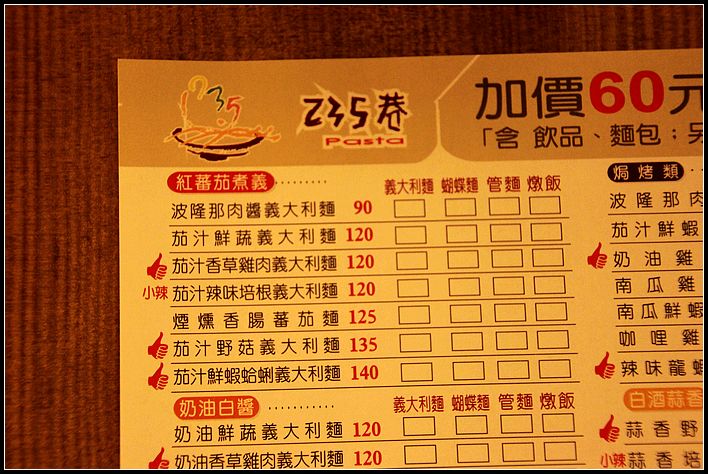 235
235巷
Pasta
加價60元
「含 飲品、麵包；另
紅蕃茄煮義
義大利麵 蝴蝶麵 管麵 燉飯
波隆那肉醬義大利麵 90
茄汁鮮蔬義大利麵 120
茄汁香草雞肉義大利麵 120
小辣 茄汁辣味培根義大利麵 120
煙燻香腸蕃茄麵 125
茄汁野菇義大利麵 135
茄汁鮮蝦蛤蜊義大利麵 140
奶油白醬
義大利麵 蝴蝶麵 管麵 燉飯
奶油鮮蔬義大利麵 120
奶油香草雞肉義大利麵 120
焗烤類
波隆那肉
茄汁鮮蝦
奶油雞
南瓜雞
南瓜鮮蝦
咖哩雞
辣味龍蝦
白酒蒜香
蒜香野
小辣 蒜香培